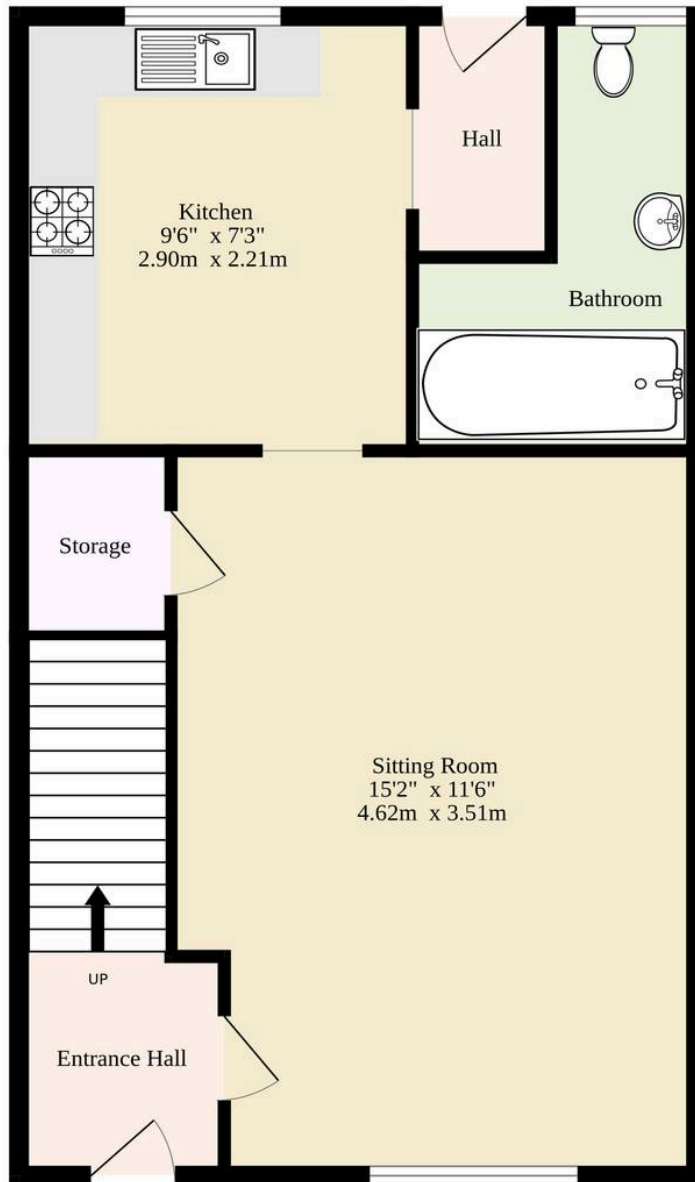 Kitchen
9'6" x 7'3"
2.90m x 2.21m
Hall
Bathroom
Storage
Sitting Room
15'2" x 11'6"
4.62m x 3.51m
UP
Entrance Hall